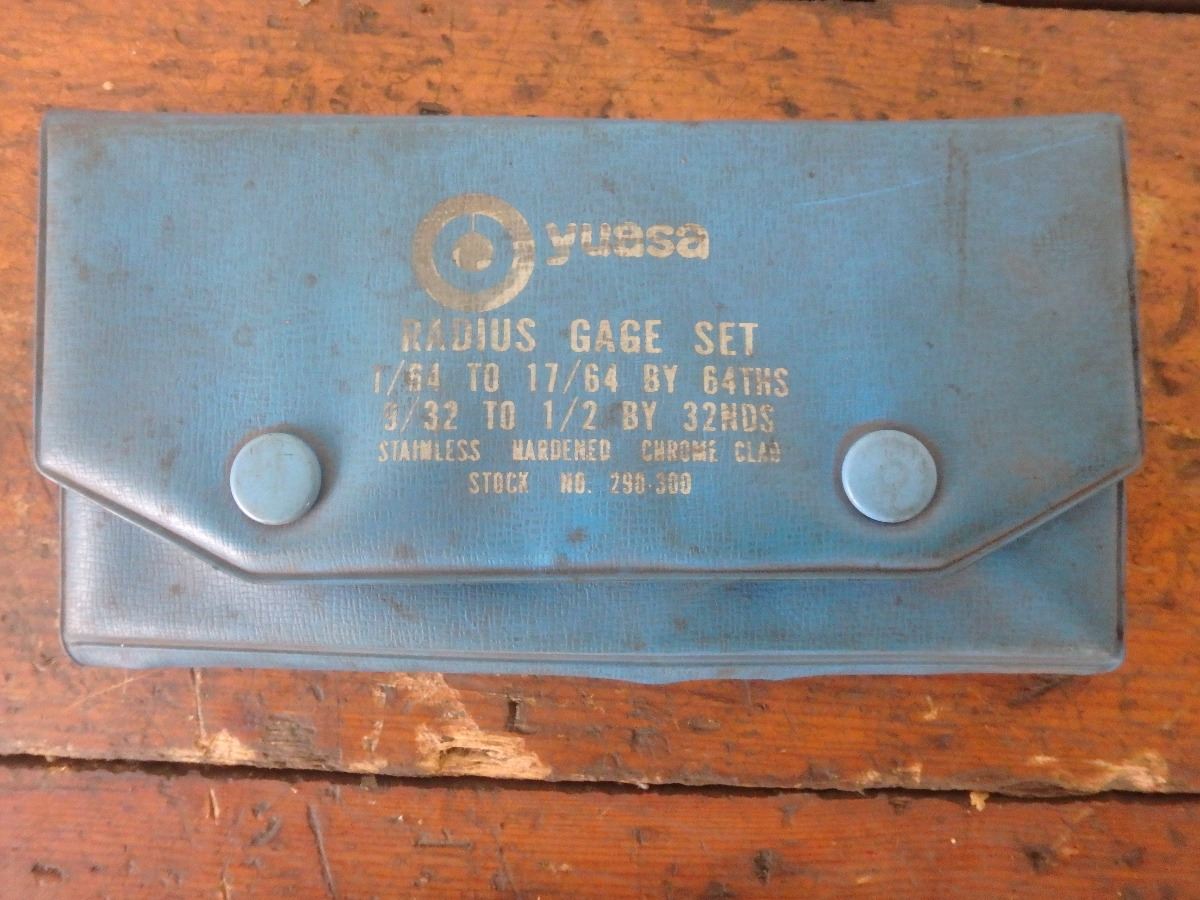 yuasa
RADIUS GAGE SET
1/64 TO 17/64 BY 64THS
9/32 TO 1/2 BY 32NDS
STAINLESS HARDENED CHROME CLAD
STOCK NO. 290-300